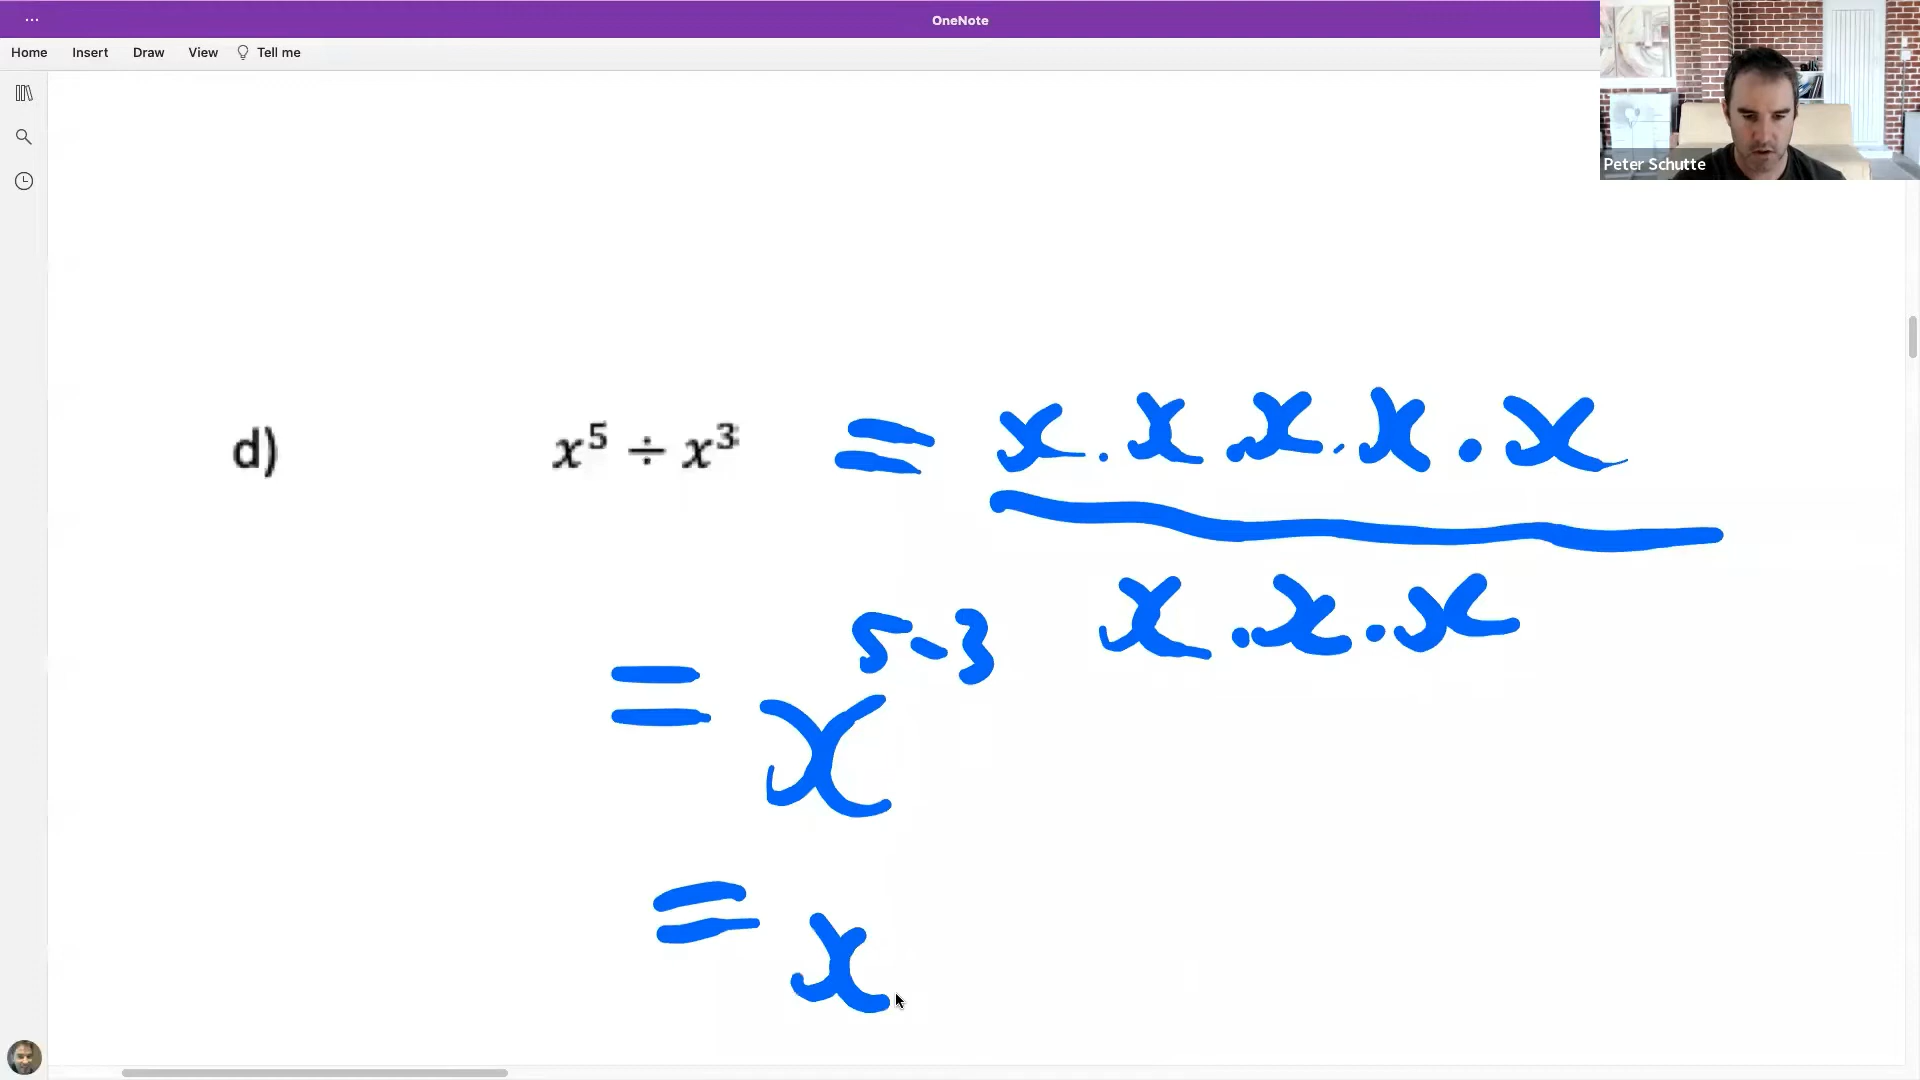 ...
OneNote
Home Insert Draw View Tell me
Peter Schutte
d) x⁵ ÷ x³ = x . x . x . x . x
x . x . x
= x⁵⁻³
= x